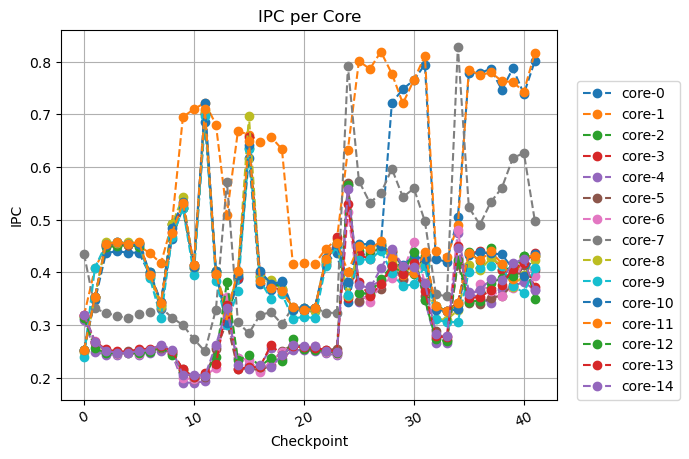 IPC per Core
IPC
0.8
0.7
0.6
0.5
0.4
0.3
0.2
0
10
20
30
40
Checkpoint
core-0
core-1
core-2
core-3
core-4
core-5
core-6
core-7
core-8
core-9
core-10
core-11
core-12
core-13
core-14